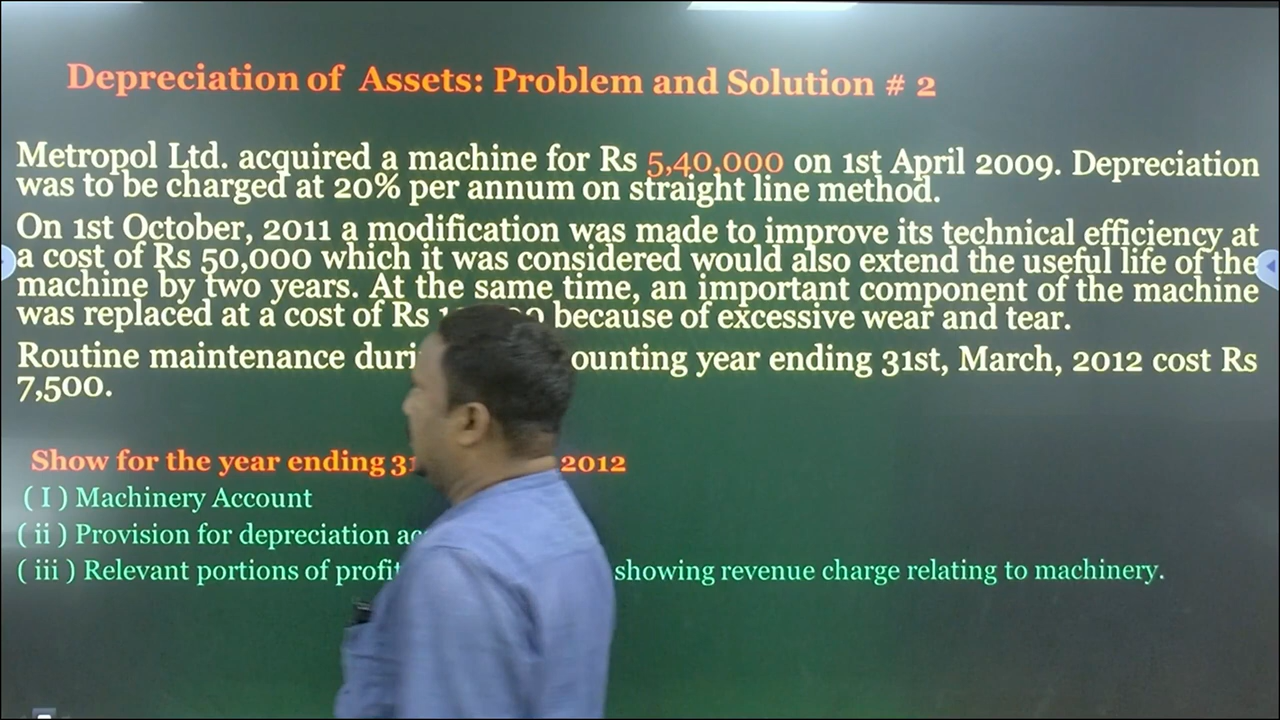 Depreciation of Assets: Problem and Solution # 2
Metropol Ltd. acquired a machine for Rs 5,40,000 on 1st April 2009. Depreciation
was to be charged at 20% per annum on straight line method.
On 1st October, 2011 a modification was made to improve its technical efficiency at
a cost of Rs 50,000 which it was considered would also extend the useful life of the
machine by two years. At the same time, an important component of the machine
was replaced at a cost of Rs because of excessive wear and tear.
Routine maintenance ending 31st, March, 2012 cost Rs
7,500.
Show for the year ending 2012
( I ) Machinery Account
( ii ) Provision for depreciation
( iii ) Relevant portions of showing revenue charge relating to machinery.